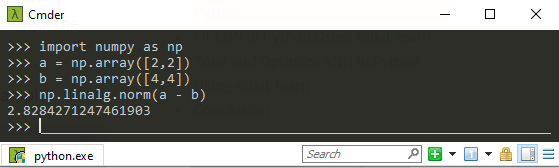 Cmder
>>> import numpy as np
>>> a = np.array([2,2])
>>> b = np.array([4,4])
>>> np.linalg.norm(a - b)
2.8284271247461903
>>>
python.exe
Search